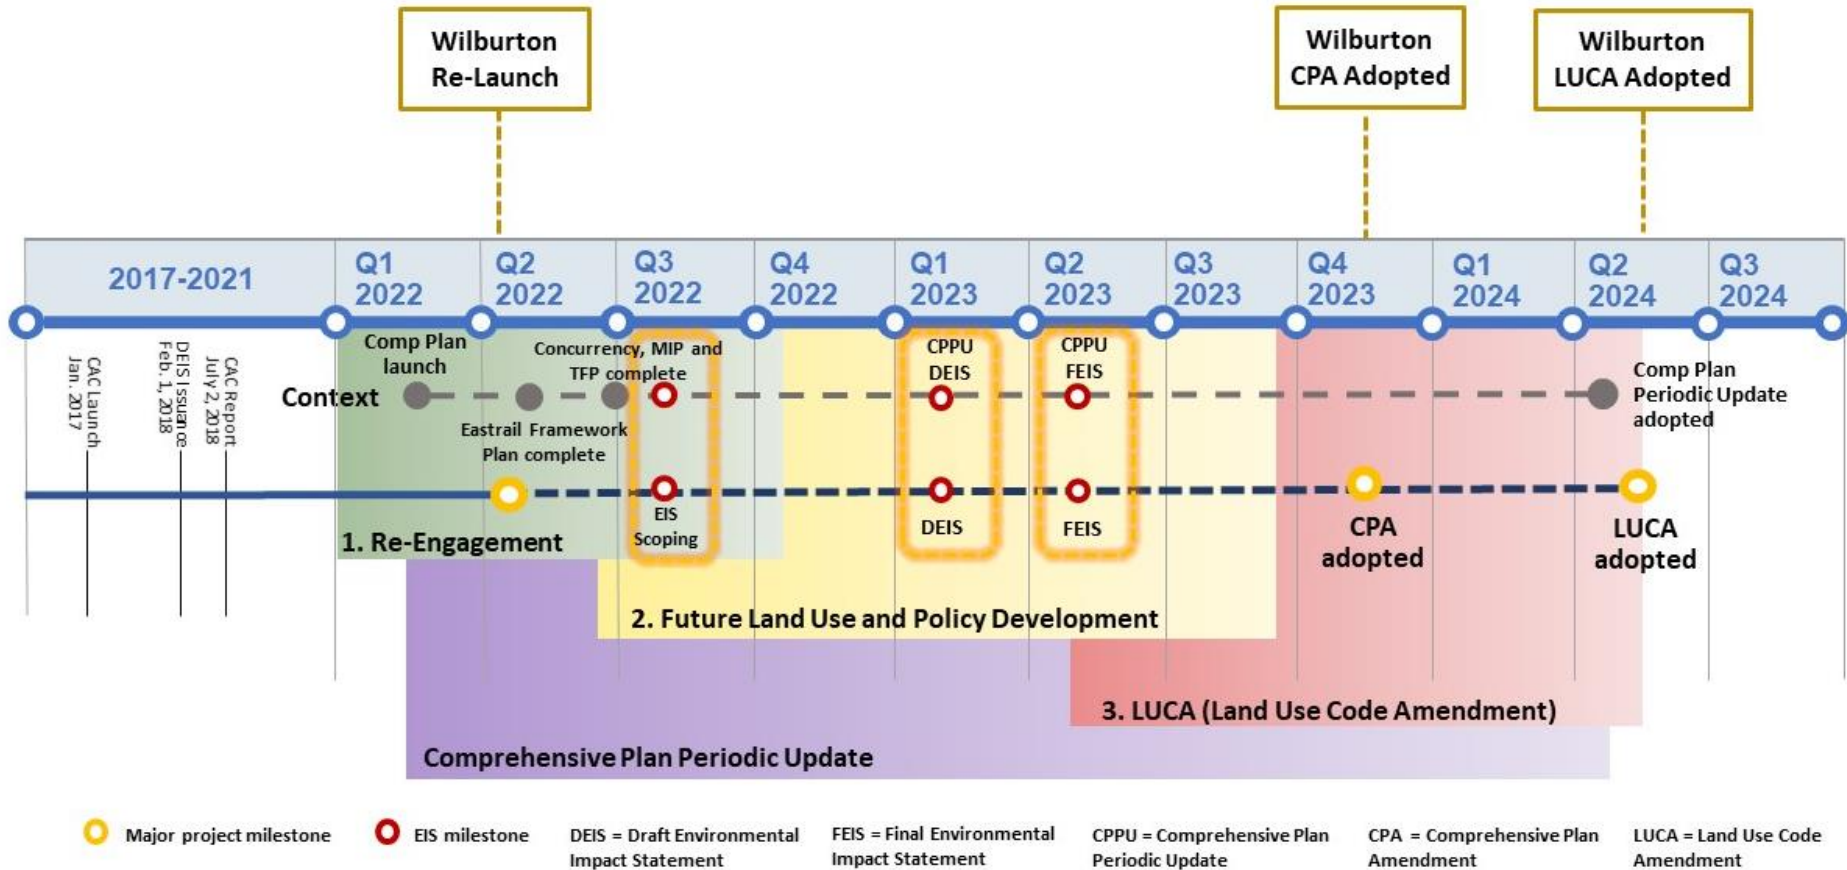 Wilburton
Re-Launch
Wilburton
CPA Adopted
Wilburton
LUCA Adopted
2017-2021
Q1
2022
Q2
2022
Q3
2022
Q4
2022
Q1
2023
Q2
2023
Q3
2023
Q4
2023
Q1
2024
Q2
2024
Q3
2024
CAC Launch
Jan. 2017
DEIS Issuance
Feb. 1, 2018
CAC Report
July 2, 2018
Context
Comp Plan
launch
Eastrail Framework
Plan complete
Concurrency, MIP and
TFP complete
CPPU
DEIS
CPPU
FEIS
Comp Plan
Periodic Update
adopted
EIS
Scoping
DEIS
FEIS
CPA
adopted
LUCA
adopted
1. Re-Engagement
2. Future Land Use and Policy Development
3. LUCA (Land Use Code Amendment)
Comprehensive Plan Periodic Update
Major project milestone
EIS milestone
DEIS = Draft Environmental
Impact Statement
FEIS = Final Environmental
Impact Statement
CPPU = Comprehensive Plan
Periodic Update
CPA = Comprehensive Plan
Amendment
LUCA = Land Use Code
Amendment